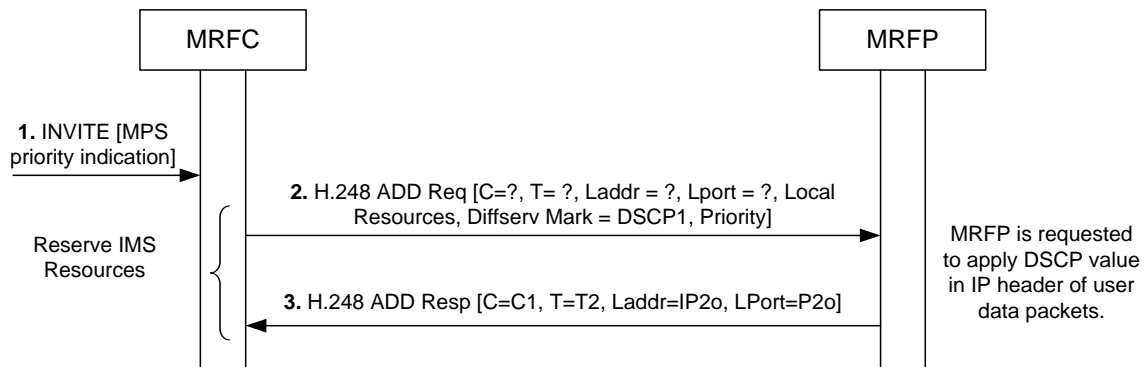 MRFC
MRFP
1. INVITE [MPS
priority indication]
2. H.248 ADD Req [C=?, T= ?, Laddr = ?, Lport = ?, Local
Resources, Diffserv Mark = DSCP1, Priority]
Reserve IMS
Resources
MRFP is requested
to apply DSCP value
in IP header of user
data packets.
3. H.248 ADD Resp [C=C1, T=T2, Laddr=IP2o, LPort=P2o]